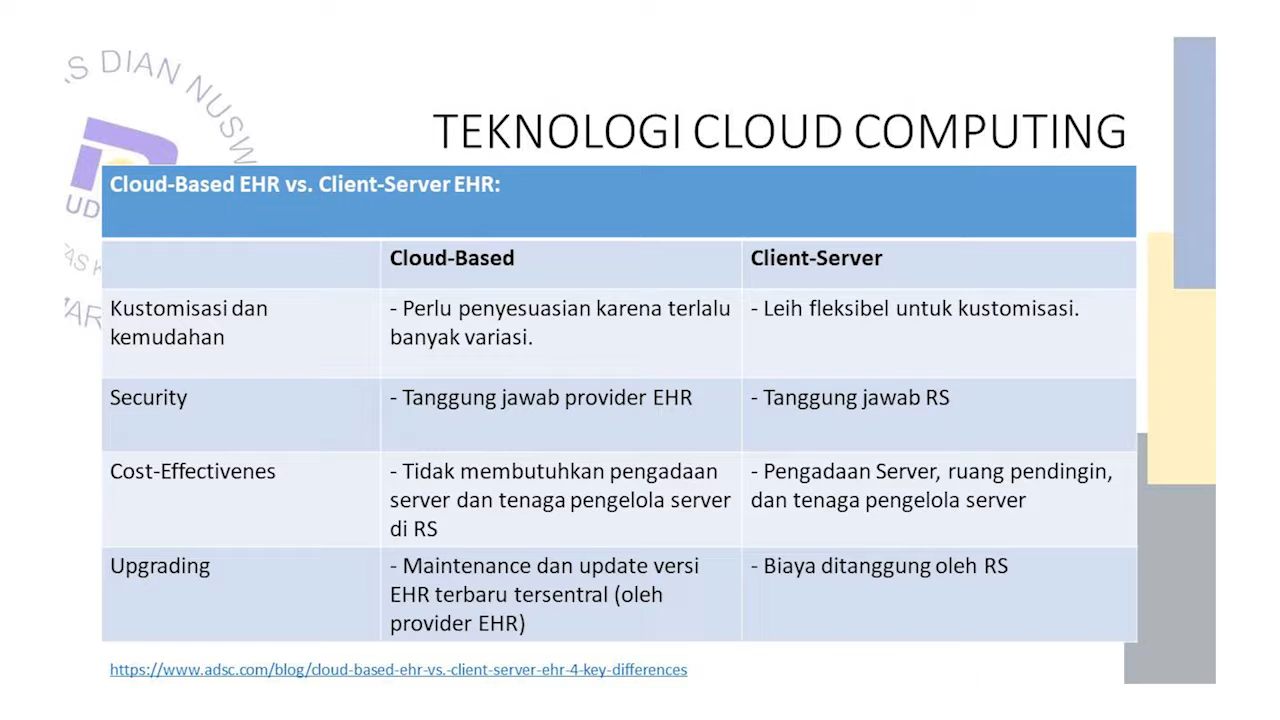 S DIAN NUSW
UD
AS K
AR
TEKNOLOGI CLOUD COMPUTING
Cloud-Based EHR vs. Client-Server EHR:
Cloud-Based
Client-Server
Kustomisasi dan
kemudahan
- Perlu penyesuasian karena terlalu
banyak variasi.
- Leih fleksibel untuk kustomisasi.
Security
- Tanggung jawab provider EHR
- Tanggung jawab RS
Cost-Effectivenes
- Tidak membutuhkan pengadaan
server dan tenaga pengelola server
di RS
- Pengadaan Server, ruang pendingin,
dan tenaga pengelola server
Upgrading
- Maintenance dan update versi
EHR terbaru tersentral (oleh
provider EHR)
- Biaya ditanggung oleh RS
https://www.adsc.com/blog/cloud-based-ehr-vs.-client-server-ehr-4-key-differences